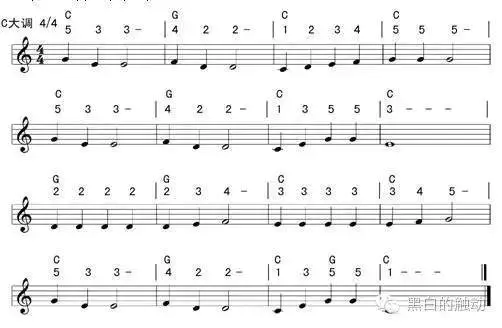 C G C C
C大调 4/4 5 3 3 - | 4 2 2 - | 1 2 3 4 | 5 5 5 - |
C G C C
5 3 3 - | 4 2 2 - | 1 3 5 5 | 3 - - - |
G G C C
2 2 2 2 | 2 3 4 - | 3 3 3 3 | 3 4 5 - |
C G C G C
5 3 3 - | 4 2 2 - | 1 3 5 5 | 1 - - -
黑白的触动